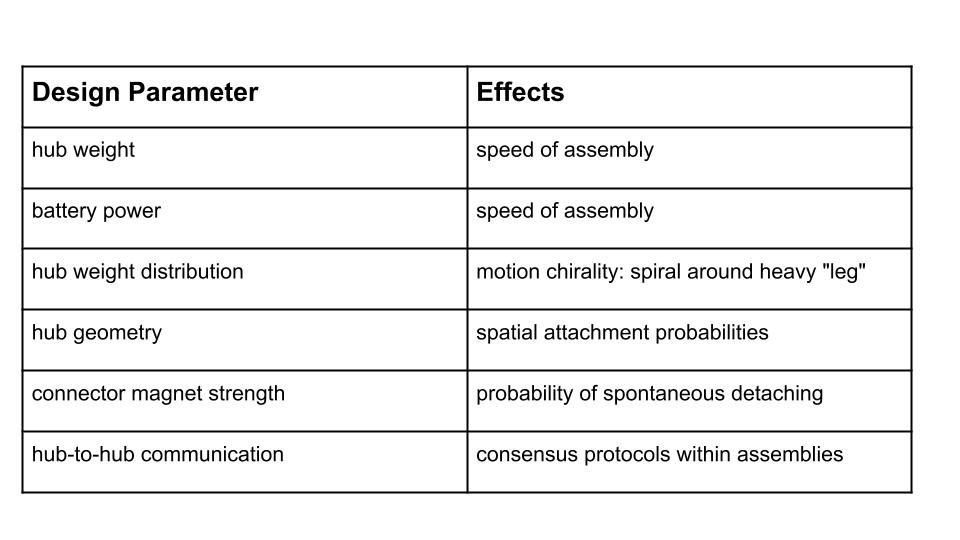 Design Parameter
Effects
hub weight
speed of assembly
battery power
speed of assembly
hub weight distribution
motion chirality: spiral around heavy "leg"
hub geometry
spatial attachment probabilities
connector magnet strength
probability of spontaneous detaching
hub-to-hub communication
consensus protocols within assemblies